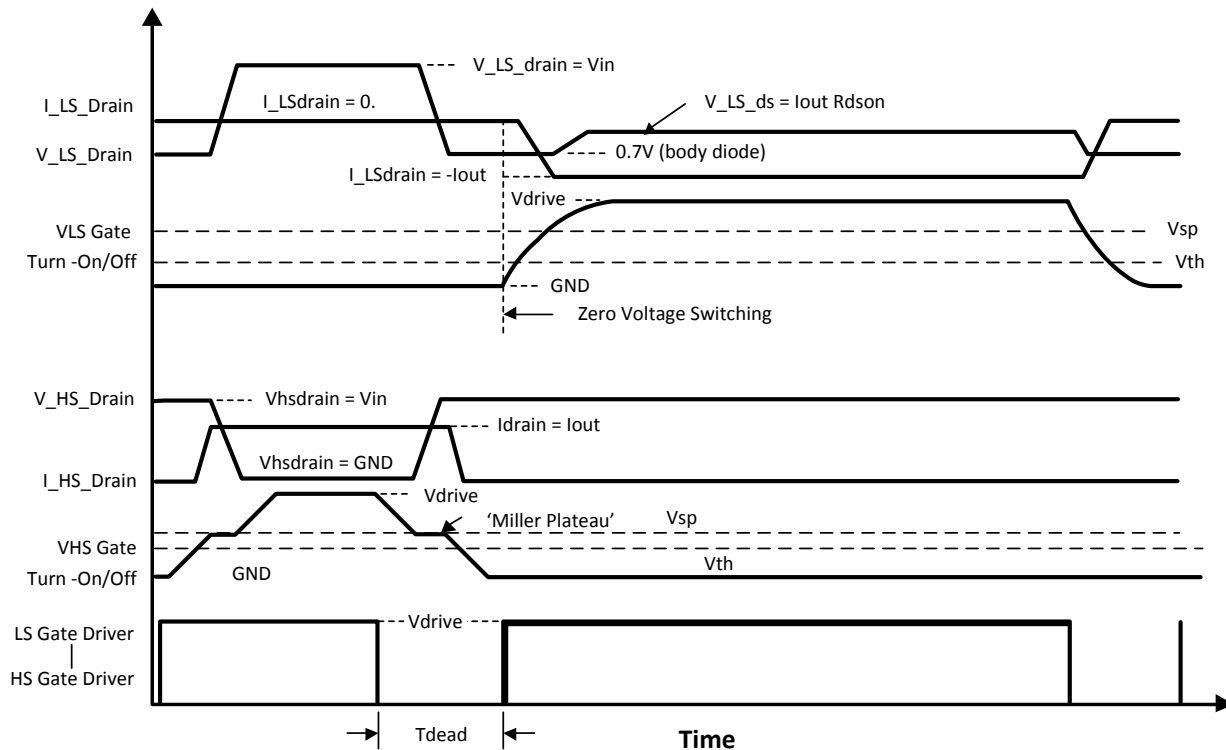 V_LS_drain = Vin
I_LS_Drain
I_LSdrain = 0.
V_LS_ds = Iout Rdson
V_LS_Drain
0.7V (body diode)
I_LSdrain = -Iout
Vdrive
VLS Gate
Vsp
Turn -On/Off
Vth
GND
Zero Voltage Switching
V_HS_Drain
Vhsdrain = Vin
Idrain = Iout
Vhsdrain = GND
I_HS_Drain
Vdrive
'Miller Plateau'
Vsp
VHS Gate
Vth
Turn -On/Off
GND
LS Gate Driver
Vdrive
HS Gate Driver
Tdead
Time